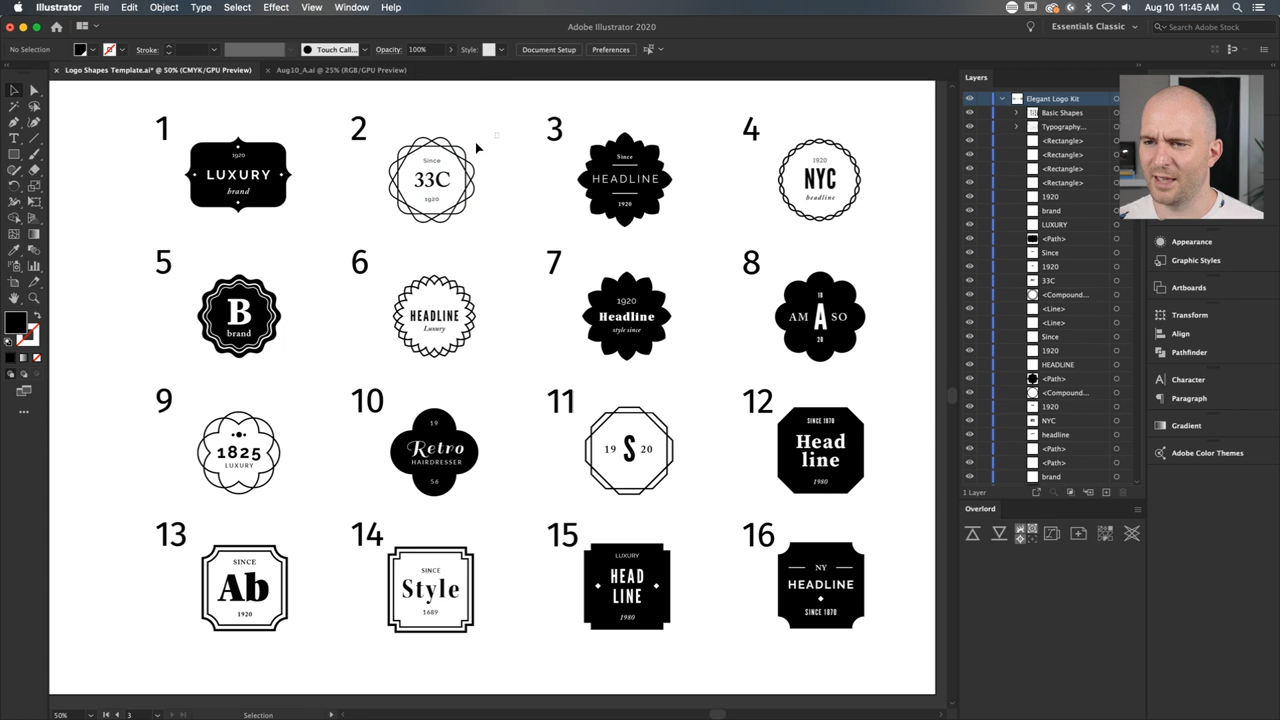 Illustrator File Edit Object Type Select Effect View Window Help Aug 10 11:45 AM
Adobe Illustrator 2020 Essentials Classic Search Adobe Stock
No Selection Stroke: Touch Call... Opacity: 100% Style: Document Setup Preferences
Logo Shapes Template.ai* @ 50% (CMYK/GPU Preview) Aug10_A.ai @ 25% (RGB/GPU Preview)
1
1920
LUXURY
brand
2
Since
33C
1920
3
Since
HEADLINE
1920
4
1920
NYC
headline
5
B
brand
6
HEADLINE
Luxury
7
1920
Headline
style since
8
18
AM A SO
20
9
1825
LUXURY
10
19
Retro
HAIRDRESSER
56
11
19 S 20
12
SINCE 1870
Head
line
1980
13
SINCE
Ab
1920
14
SINCE
Style
1689
15
LUXURY
HEAD
LINE
1980
16
NY
HEADLINE
SINCE 1870
Layers
Elegant Logo Kit
Basic Shapes
Typography...
<Rectangle>
<Rectangle>
<Rectangle>
<Rectangle>
1920
brand
LUXURY
<Path>
Since
1920
33C
<Compound...
<Line>
<Line>
Since
1920
HEADLINE
<Path>
<Compound...
1920
NYC
headline
<Path>
<Path>
brand
1 Layer
Overlord
Appearance
Graphic Styles
Artboards
Transform
Align
Pathfinder
Character
Paragraph
Gradient
Adobe Color Themes
50% 3 Selection